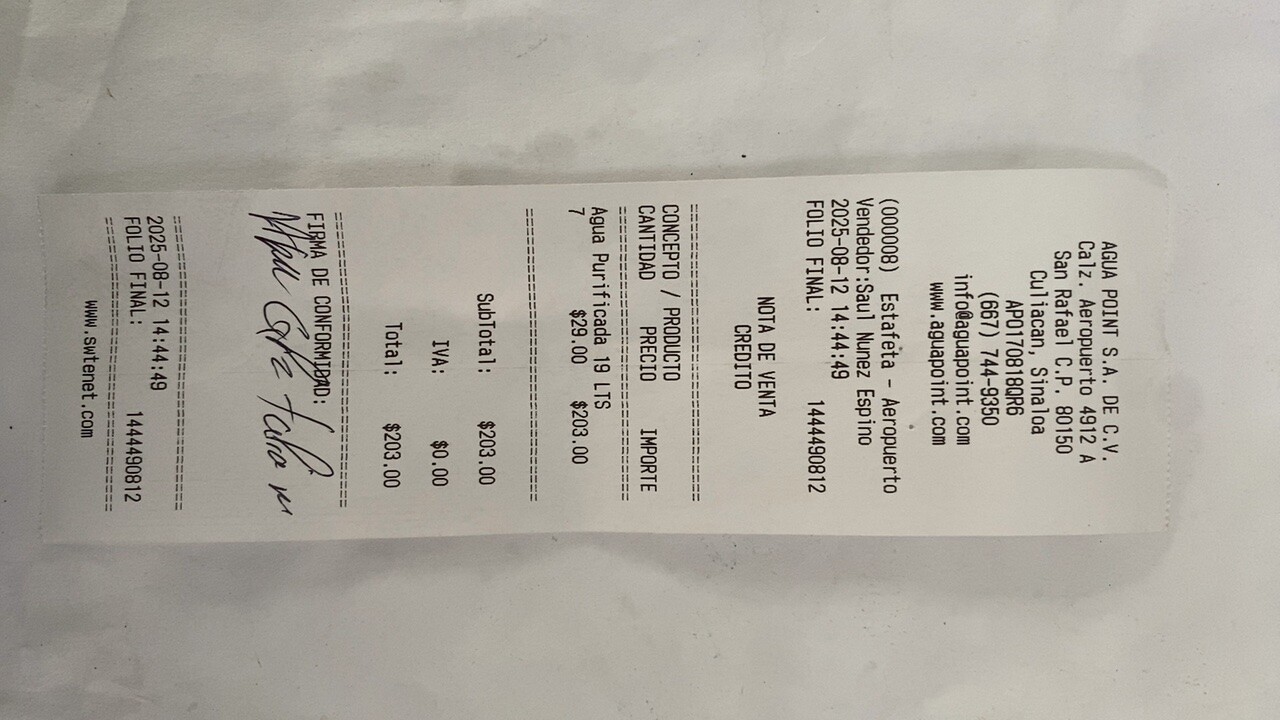 AGUA POINT S.A. DE C.V.
Calz. Aeropuerto 4912 A
San Rafael C.P. 80150
Culiacan, Sinaloa
APO170818QR6
(667) 744-9350
info@aguapoint.com
www.aguapoint.com
(000008) Estafeta - Aeropuerto
Vendedor:Saul Nunez Espino
2025-08-12 14:44:49
FOLIO FINAL: 1444490812
NOTA DE VENTA
CREDITO
==============================
CONCEPTO / PRODUCTO
CANTIDAD PRECIO IMPORTE
==============================
Agua Purificada 19 LTS
7 $29.00 $203.00
==============================
SubTotal: $203.00
IVA: $0.00
Total: $203.00
==============================
FIRMA DE CONFORMIDAD:
==============================
2025-08-12 14:44:49
FOLIO FINAL: 1444490812
==============================
www.swtenet.com